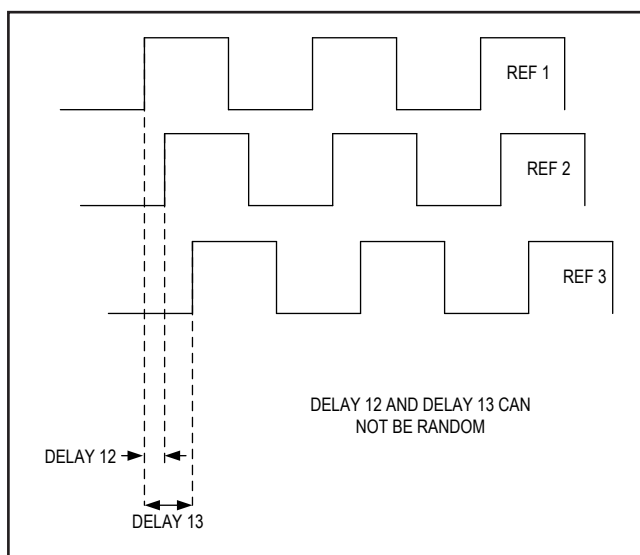 REF 1
REF 2
REF 3
DELAY 12 AND DELAY 13 CAN
NOT BE RANDOM
DELAY 12
DELAY 13